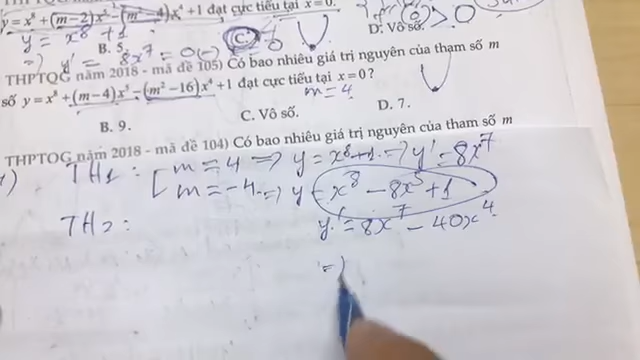 y = x⁸ + (m−2)x⁵ − (m²−4)x⁴ + 1 đạt cực tiểu tại x = 0.
y = x⁸ + 1
B. 5.
C.
D. Vô số.
=> y' = 8x⁷ = 0
THPTQG năm 2018 - mã đề 105) Có bao nhiêu giá trị nguyên của tham số m
số y = x⁸ + (m−4)x⁵ − (m²−16)x⁴ + 1 đạt cực tiểu tại x = 0?
m = 4
B. 9.
C. Vô số.
D. 7.
THPTQG năm 2018 - mã đề 104) Có bao nhiêu giá trị nguyên của tham số m
TH1: [ m = 4 => y = x⁸+1 => y' = 8x⁷
m = -4 => y = x⁸ − 8x⁵ + 1
TH2:
y' = 8x⁷ − 40x⁴
=>